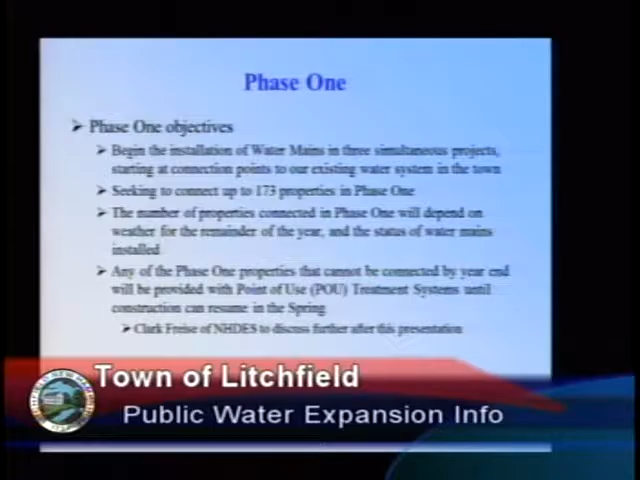 Phase One
Phase One objectives
Begin the installation of Water Mains in three simultaneous projects,
starting at connection points to our existing water system in the town
Seeking to connect up to 173 properties in Phase One
The number of properties connected in Phase One will depend on
weather for the remainder of the year, and the status of water mains
installed
Any of the Phase One properties that cannot be connected by year end
will be provided with Point of Use (POU) Treatment Systems until
construction can resume in the Spring
Clark Freise of NHDES to discuss further after this presentation
Town of Litchfield
Public Water Expansion Info